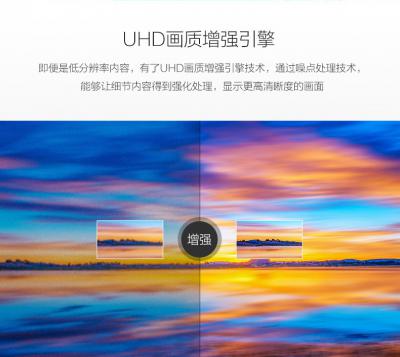 UHD画质增强引擎
即便是低分辨率内容，有了UHD画质增强引擎技术，通过噪点处理技术，
能够让细节内容得到强化处理，显示更高清晰度的画面
增强